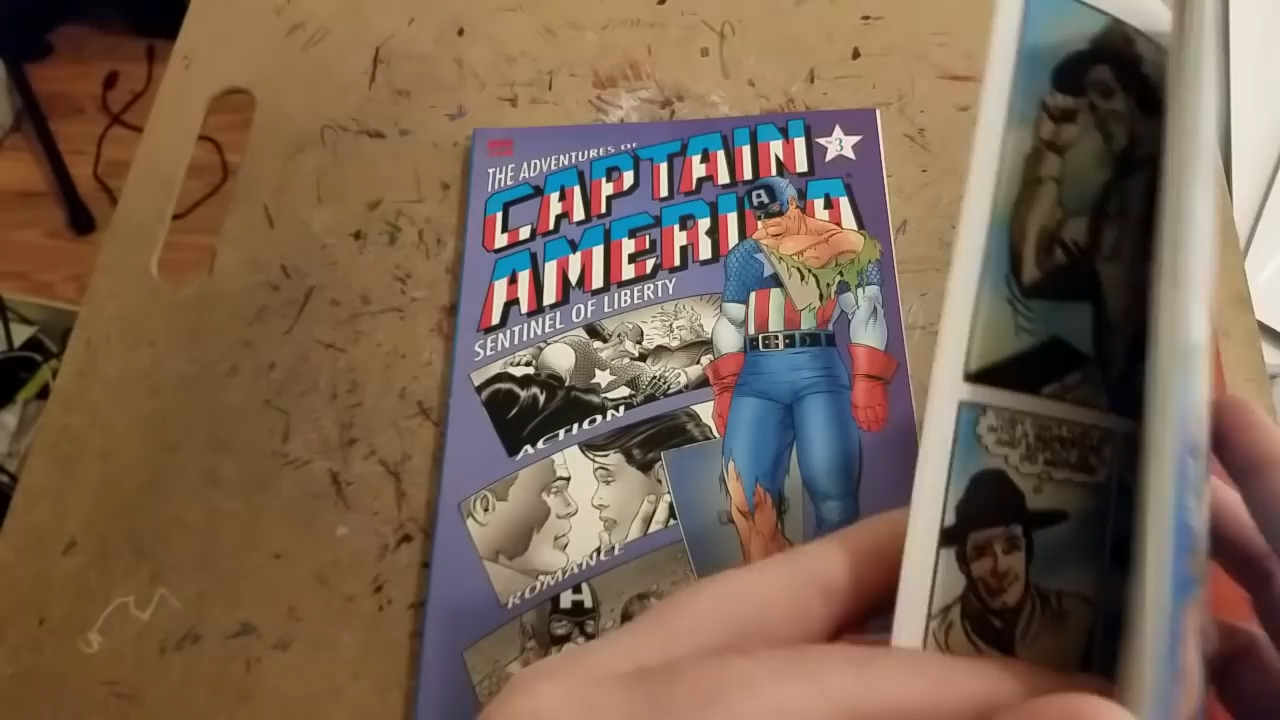 THE ADVENTURES OF
CAPTAIN
3
AMERICA
SENTINEL OF LIBERTY
A
ACTION
ROMANCE
A